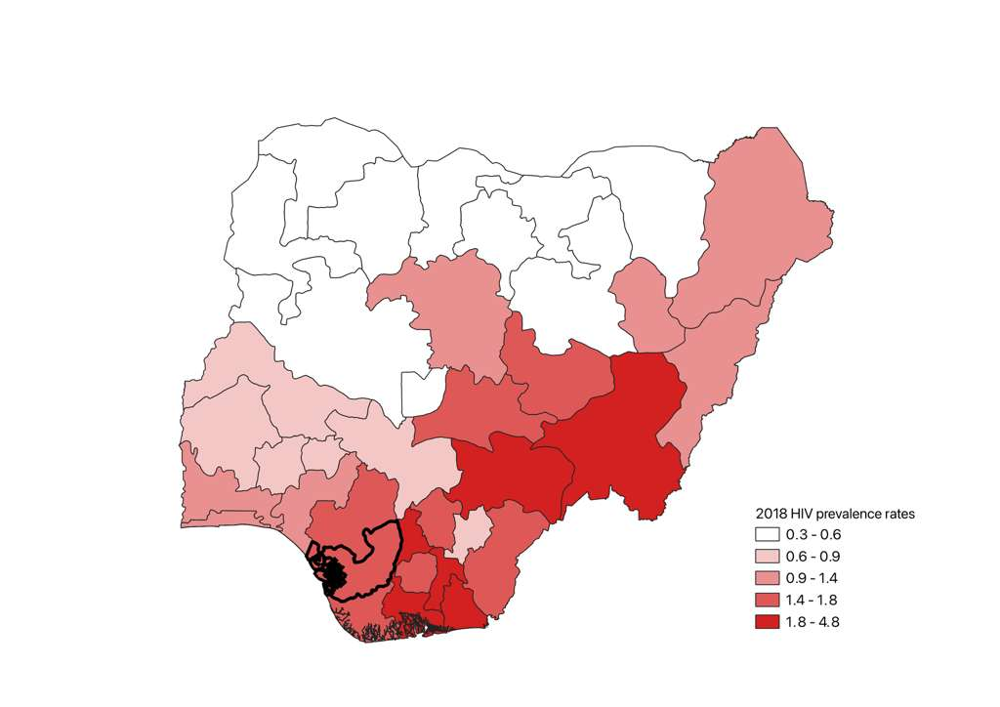 2018 HIV prevalence rates
0.3 - 0.6
0.6 - 0.9
0.9 - 1.4
1.4 - 1.8
1.8 - 4.8